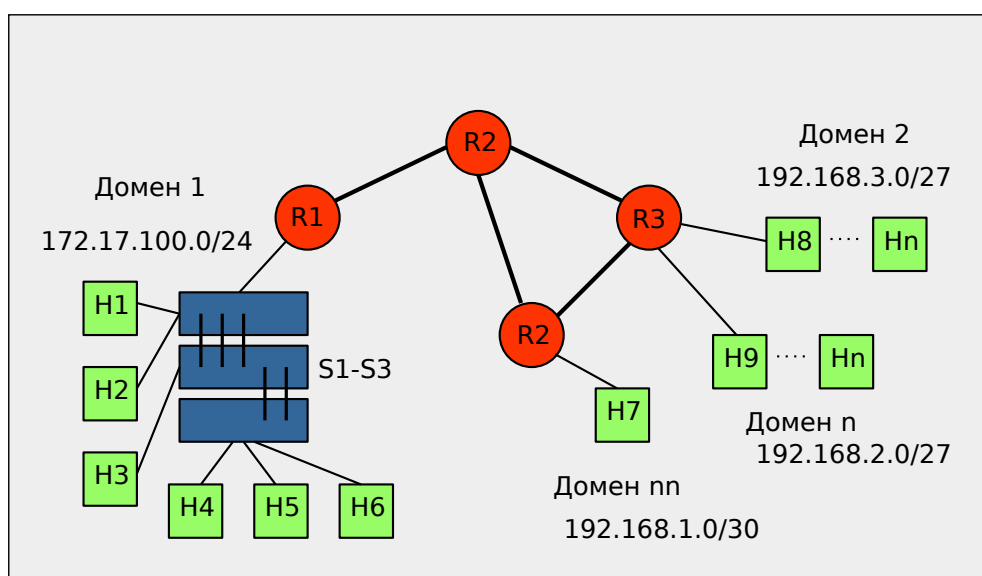 R2
Домен 2
192.168.3.0/27
Домен 1
R1
R3
172.17.100.0/24
H8 ···· Hn
H1
R2
H9 ···· Hn
S1-S3
H2
H7
Домен n
192.168.2.0/27
H3
Домен nn
H4
H5
H6
192.168.1.0/30